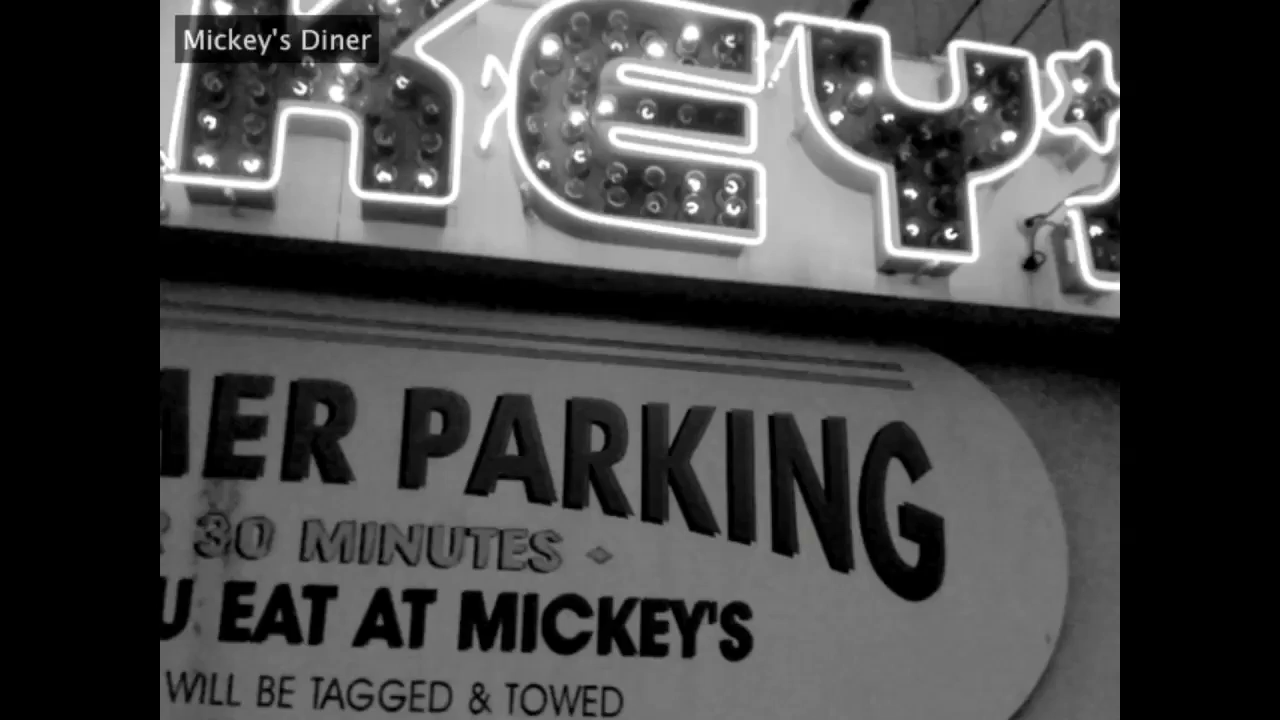 Mickey's Diner
KEY'S
MER PARKING
R 30 MINUTES
U EAT AT MICKEY'S
WILL BE TAGGED & TOWED